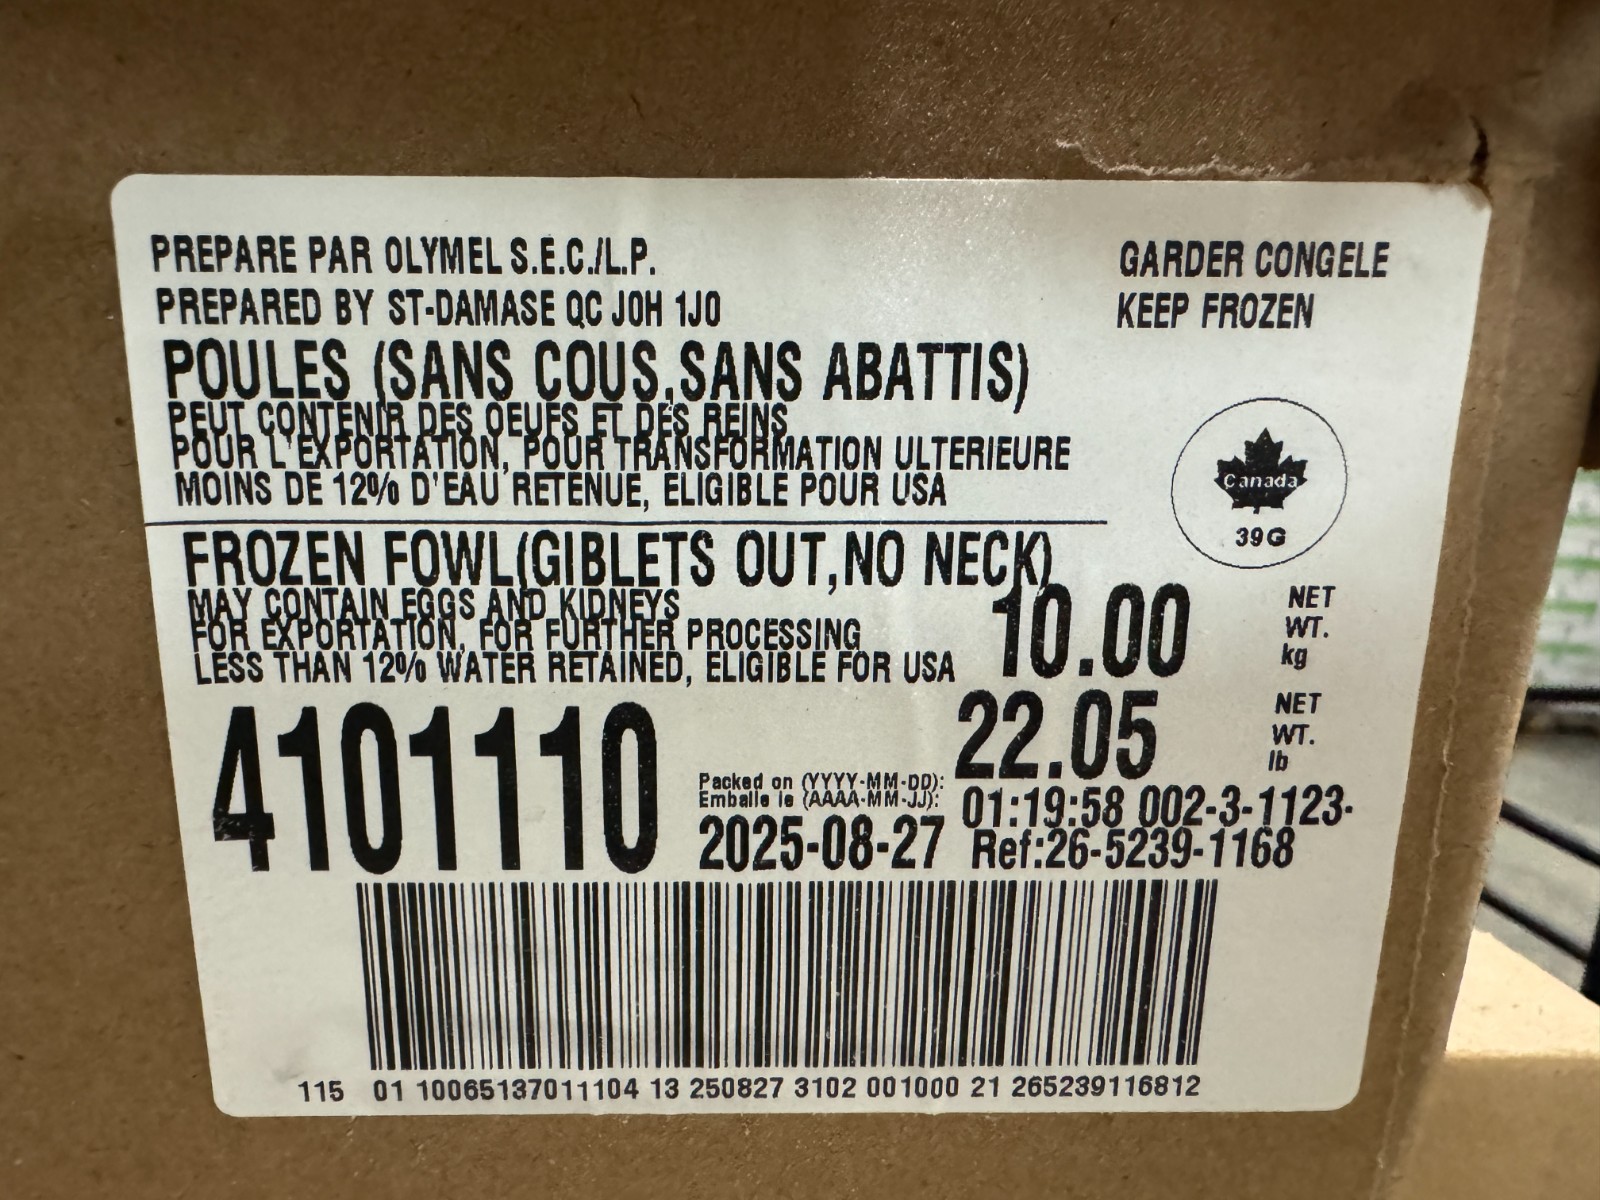 PREPARE PAR OLYMEL S.E.C./L.P.
PREPARED BY ST-DAMASE QC J0H 1J0
GARDER CONGELE
KEEP FROZEN
POULES (SANS COUS,SANS ABATTIS)
PEUT CONTENIR DES OEUFS ET DES REINS
POUR L'EXPORTATION, POUR TRANSFORMATION ULTERIEURE
MOINS DE 12% D'EAU RETENUE, ELIGIBLE POUR USA
Canada
39G
FROZEN FOWL(GIBLETS OUT,NO NECK)
MAY CONTAIN EGGS AND KIDNEYS
FOR EXPORTATION, FOR FURTHER PROCESSING
LESS THAN 12% WATER RETAINED, ELIGIBLE FOR USA
10.00
NET
WT.
kg
22.05
NET
WT.
lb
4101110
Packed on (YYYY-MM-DD):
Emballe le (AAAA-MM-JJ):
2025-08-27
01:19:58 002-3-1123-
Ref:26-5239-1168
115 01 10065137011104 13 250827 3102 001000 21 265239116812